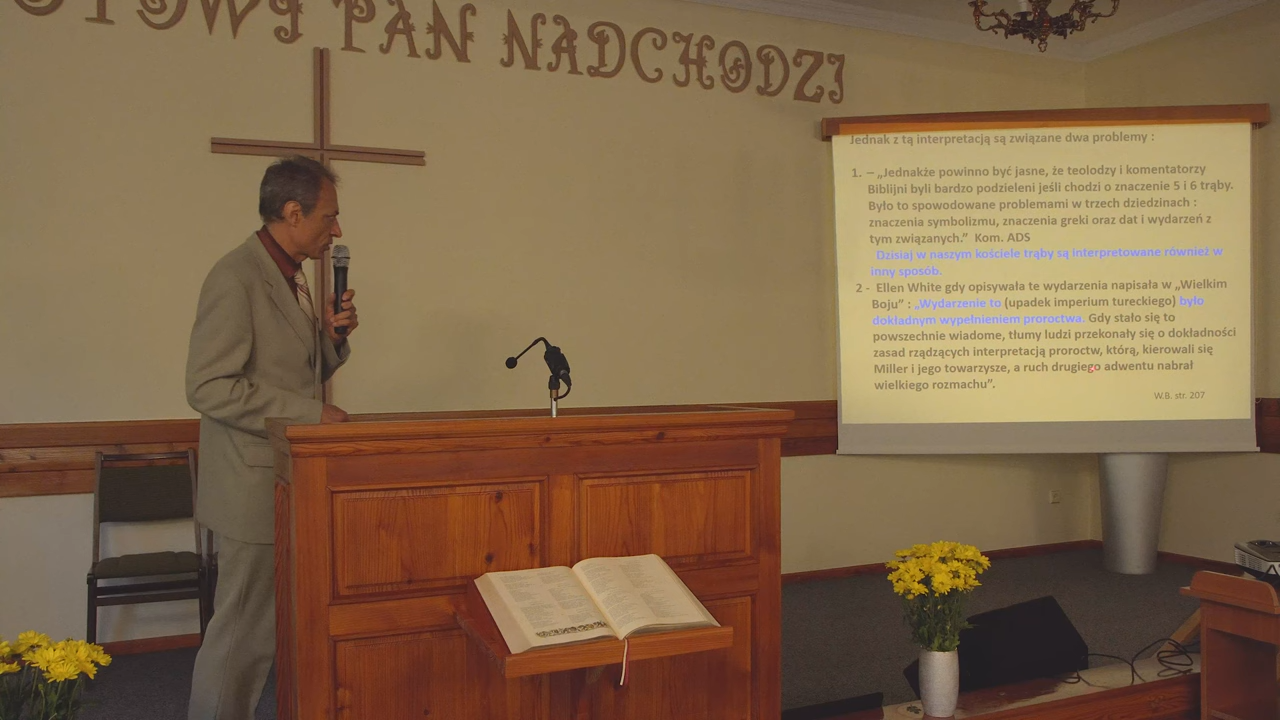 PAN NADCHODZI
Jednak z tą interpretacją są związane dwa problemy :
1. – „Jednakże powinno być jasne, że teolodzy i komentatorzy
Biblijni byli bardzo podzieleni jeśli chodzi o znaczenie 5 i 6 trąby.
Było to spowodowane problemami w trzech dziedzinach :
znaczenia symbolizmu, znaczenia greki oraz dat i wydarzeń z
tym związanych.” Kom. ADS
Dzisiaj w naszym kościele trąby są interpretowane również w
inny sposób.
2 - Ellen White gdy opisywała te wydarzenia napisała w „Wielkim
Boju” : „Wydarzenie to (upadek imperium tureckiego) było
dokładnym wypełnieniem proroctwa. Gdy stało się to
powszechnie wiadome, tłumy ludzi przekonały się o dokładności
zasad rządzących interpretacją proroctw, którą, kierowali się
Miller i jego towarzysze, a ruch drugiego adwentu nabrał
wielkiego rozmachu”.
W.B. str. 207